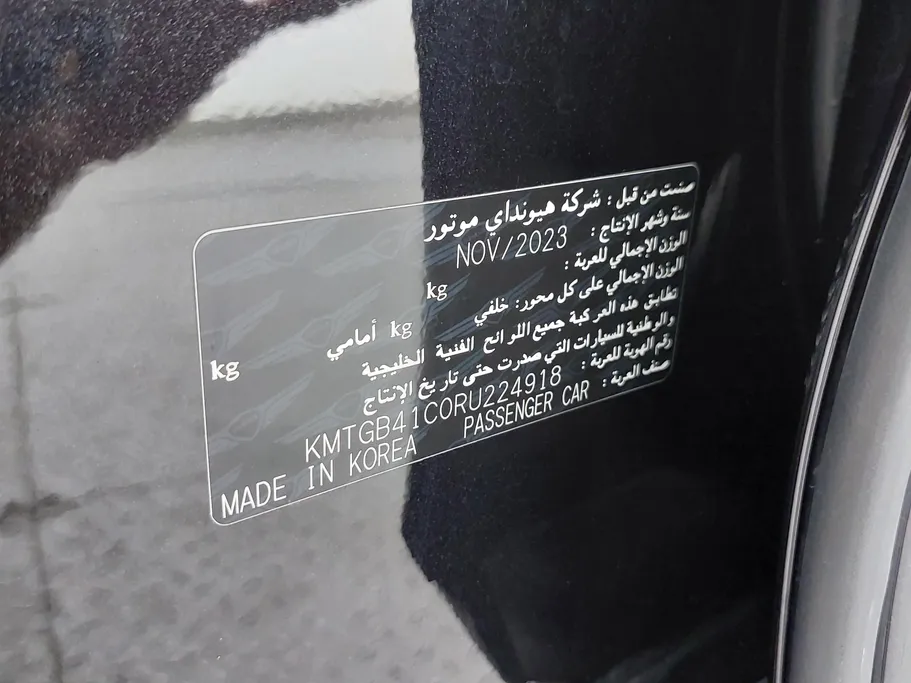 صنعت من قبل : شركة هيونداي موتور
سنة وشهر الإنتاج : NOV/2023
الوزن الإجمالي للعربة : kg
الوزن الإجمالي على كل محور: خلفي kg أمامي kg
تطابق هذه المركبة جميع اللوائح الفنية الخليجية
والوطنية للسيارات التي صدرت حتى تاريخ الإنتاج
رقم الهوية للعربة : KMTGB41C0RU224918
صنف العربة : PASSENGER CAR
MADE IN KOREA